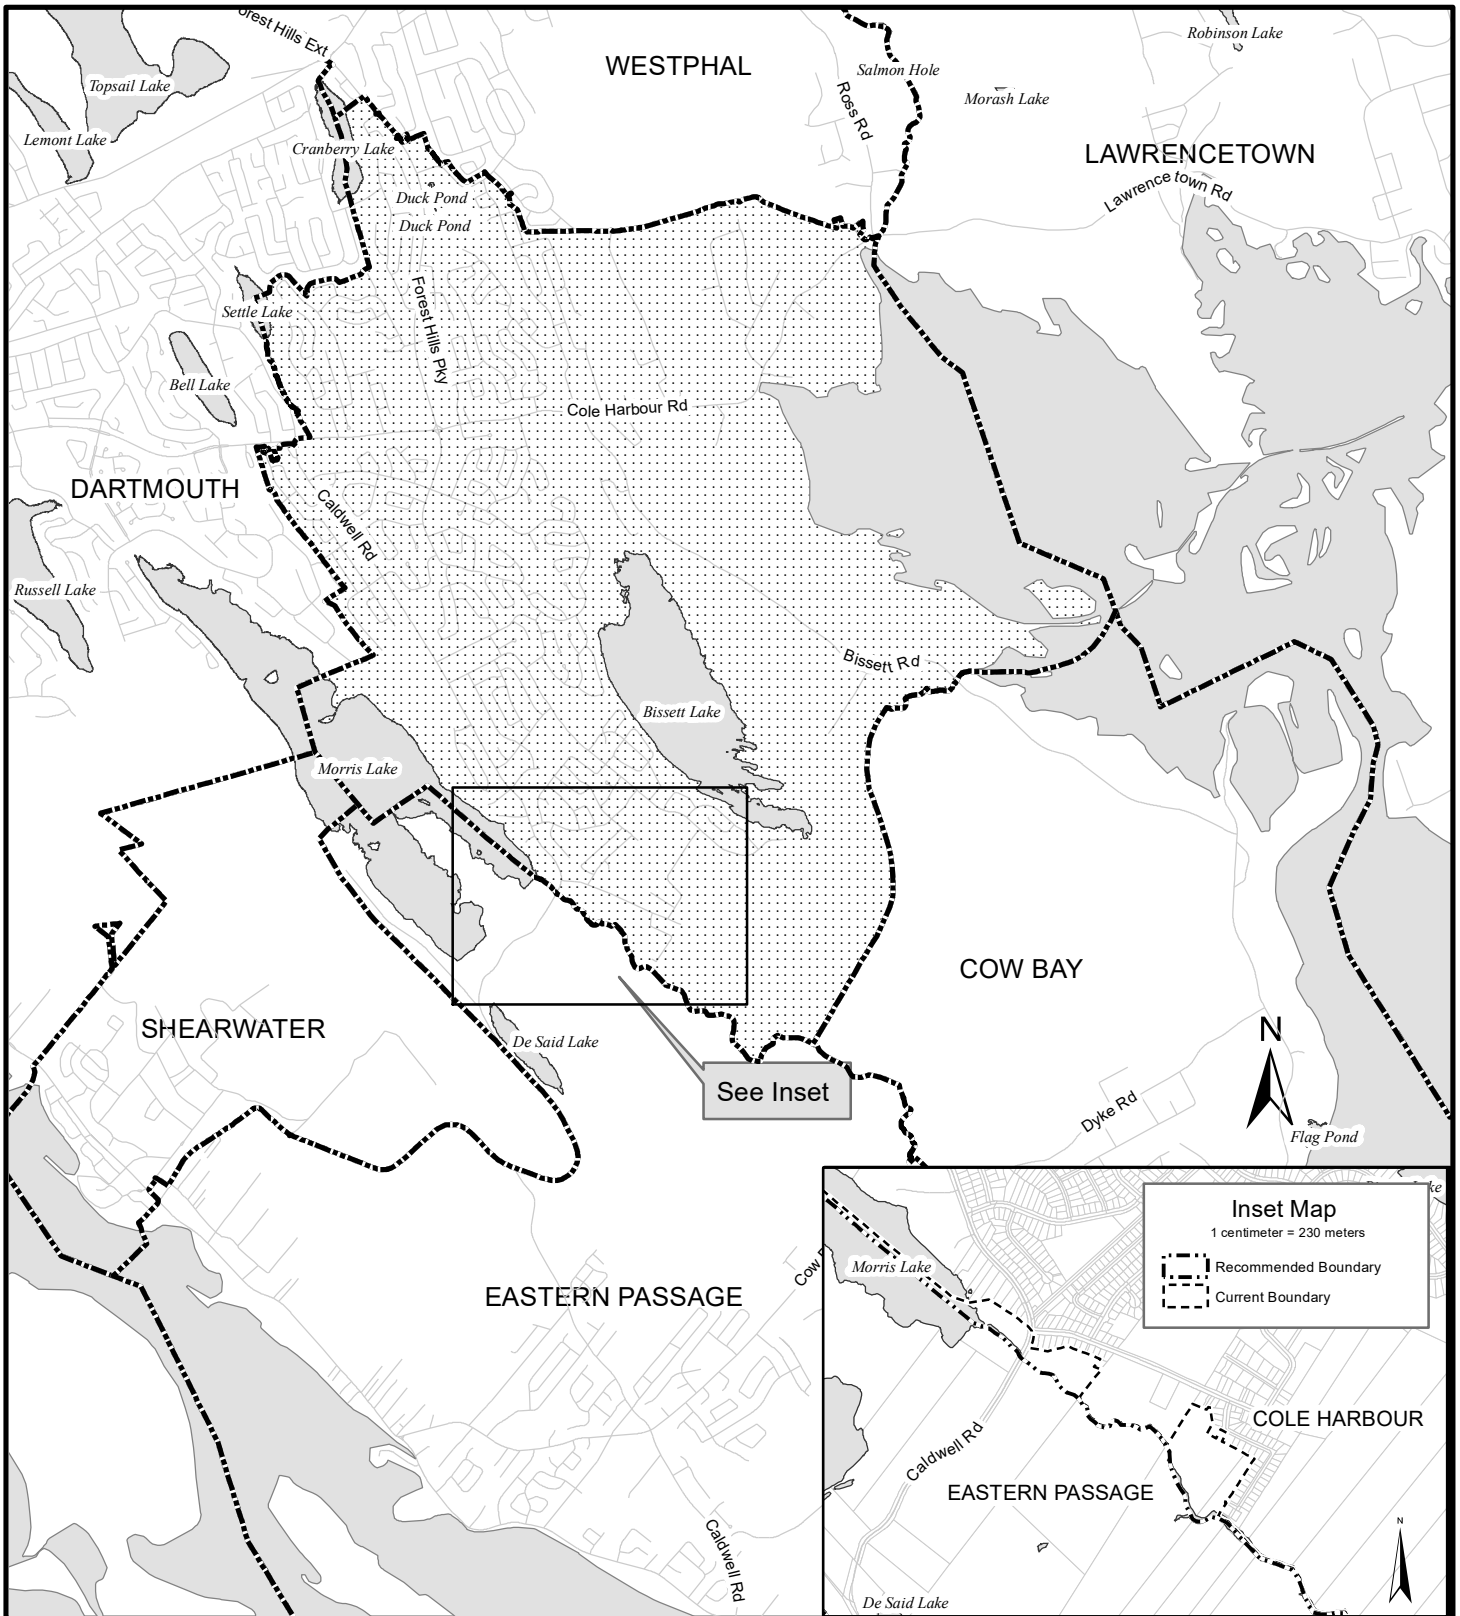 orest Hills Ext
WESTPHAL
Robinson Lake
Topsail Lake
Salmon Hole
Morash Lake
Ross Rd
Lemont Lake
Cranberry Lake
LAWRENCETOWN
Lawrence town Rd
Duck Pond
Duck Pond
Settle Lake
Forest Hills Pky
Bell Lake
Cole Harbour Rd
DARTMOUTH
Caldwell Rd
Russell Lake
Bissett Rd
Bissett Lake
Morris Lake
COW BAY
SHEARWATER
De Said Lake
N
See Inset
Dyke Rd
Flag Pond
EASTERN PASSAGE
Cow
Caldwell Rd
Inset Map
1 centimeter = 230 meters
Recommended Boundary
Current Boundary
Morris Lake
COLE HARBOUR
Caldwell Rd
EASTERN PASSAGE
N
De Said Lake